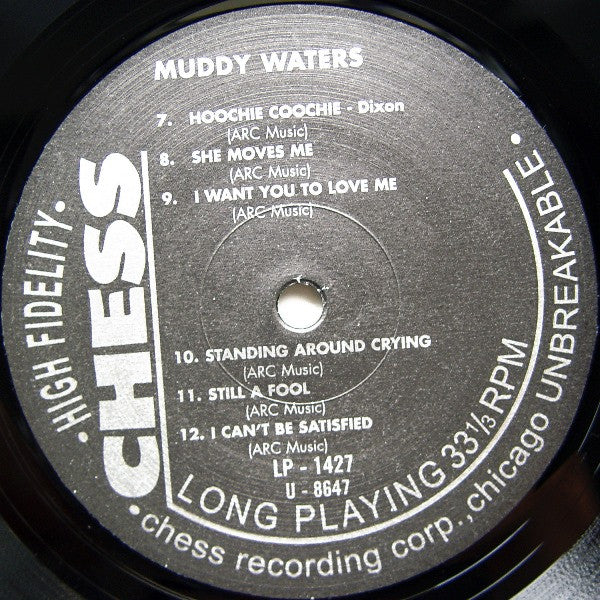 MUDDY WATERS
7. HOOCHIE COOCHIE - Dixon
(ARC Music)
8. SHE MOVES ME
(ARC Music)
9. I WANT YOU TO LOVE ME
(ARC Music)
10. STANDING AROUND CRYING
(ARC Music)
11. STILL A FOOL
(ARC Music)
12. I CAN'T BE SATISFIED
(ARC Music)
LP - 1427
U - 8647
• HIGH FIDELITY •
CHESS
LONG PLAYING 33 1/3 RPM
• chess recording corp., chicago UNBREAKABLE •